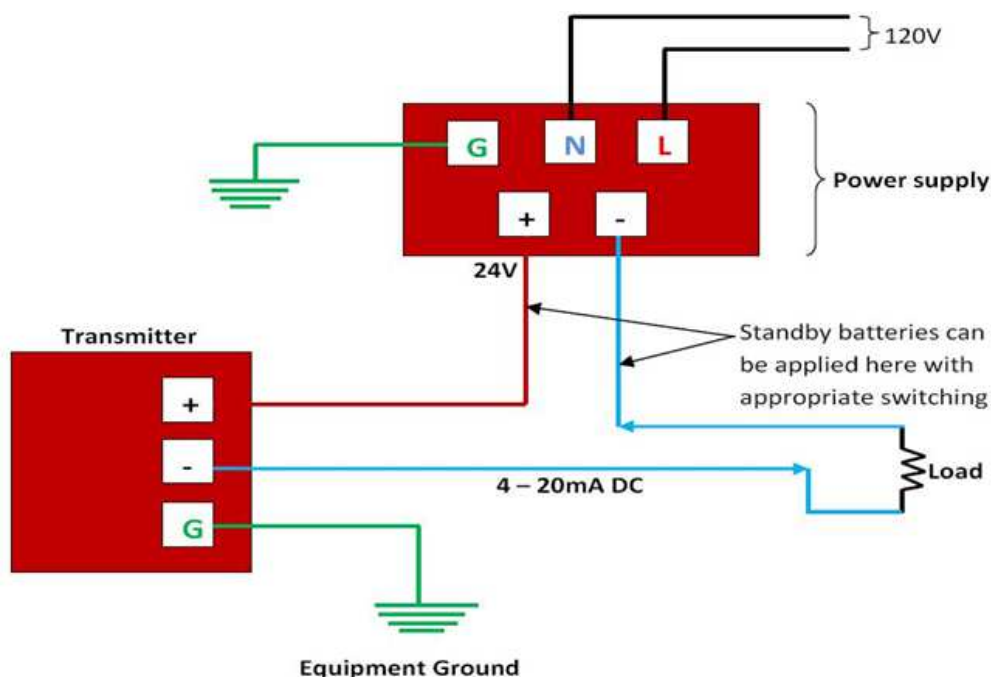 120V
G
N
L
Power supply
+
-
24V
Transmitter
Standby batteries can
be applied here with
appropriate switching
+
-
4 – 20mA DC
Load
G
Equipment Ground